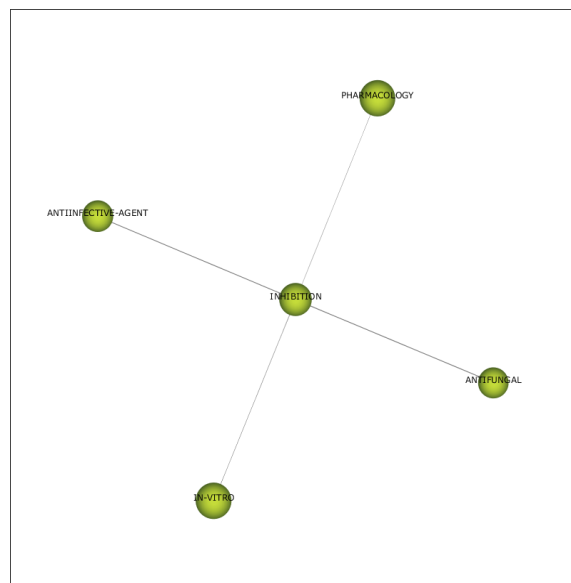 PHARMACOLOGY
ANTIINFECTIVE-AGENT
INHIBITION
ANTIFUNGAL
IN-VITRO